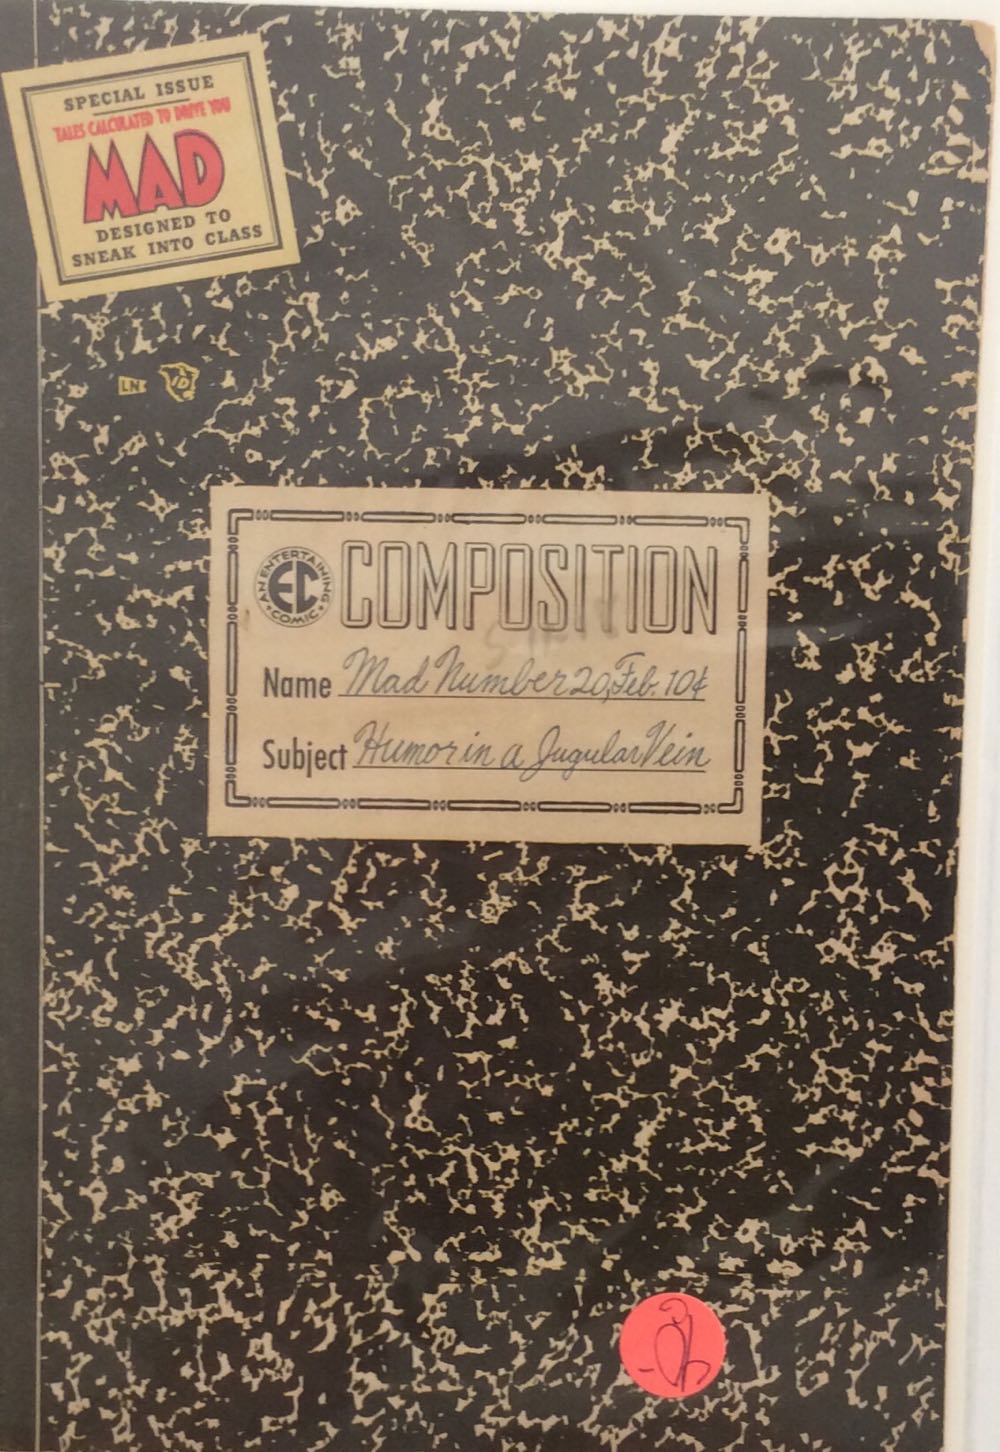 SPECIAL ISSUE
TALES CALCULATED TO DRIVE YOU
MAD
DESIGNED TO
SNEAK INTO CLASS
LN
AN ENTERTAINING
EC
COMIC
COMPOSITION
Name Mad Number 20, Feb. 10¢
Subject Humor in a Jugular Vein